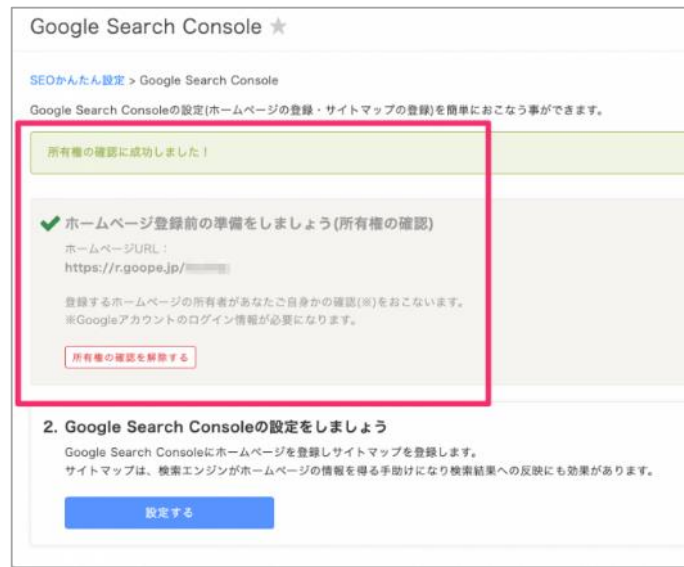 Google Search Console ★
SEOかんたん設定 > Google Search Console
Google Search Consoleの設定(ホームページの登録・サイトマップの登録)を簡単におこなう事ができます。
所有権の確認に成功しました！
ホームページ登録前の準備をしましょう(所有権の確認)
ホームページURL：
https://r.goope.jp/
登録するホームページの所有者があなたご自身かの確認(※)をおこないます。
※Googleアカウントのログイン情報が必要になります。
所有権の確認を解除する
2. Google Search Consoleの設定をしましょう
Google Search Consoleにホームページを登録しサイトマップを登録します。
サイトマップは、検索エンジンがホームページの情報を得る手助けになり検索結果への反映にも効果があります。
設定する